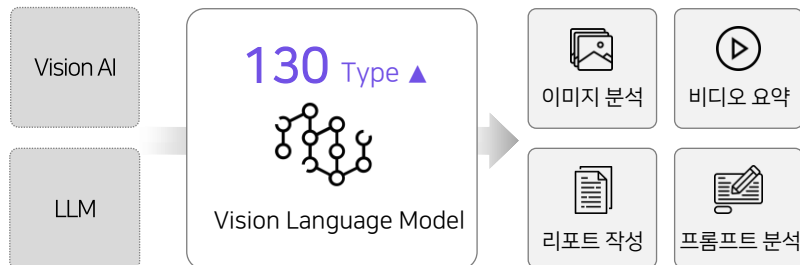 Vision AI
LLM
130 Type ▲
Vision Language Model
이미지 분석
비디오 요약
리포트 작성
프롬프트 분석